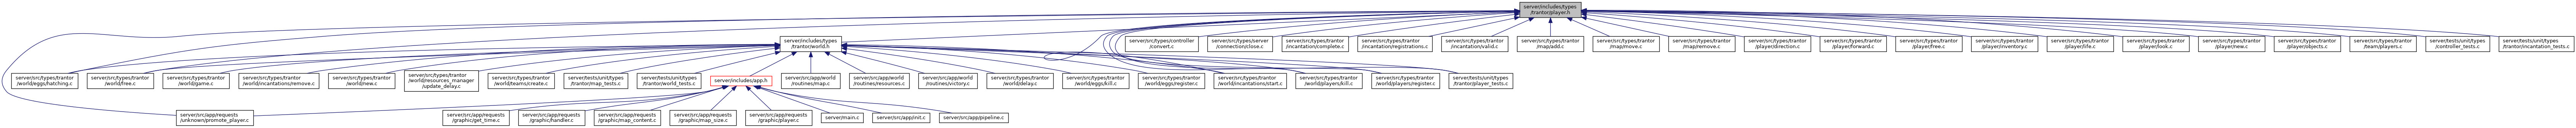 server/includes/types
/trantor/player.h
server/includes/types
/trantor/world.h
server/src/types/controller
/convert.c
server/src/types/server
/connection/close.c
server/src/types/trantor
/incantation/complete.c
server/src/types/trantor
/incantation/registrations.c
server/src/types/trantor
/incantation/valid.c
server/src/types/trantor
/map/add.c
server/src/types/trantor
/map/move.c
server/src/types/trantor
/map/remove.c
server/src/types/trantor
/player/direction.c
server/src/types/trantor
/player/forward.c
server/src/types/trantor
/player/free.c
server/src/types/trantor
/player/inventory.c
server/src/types/trantor
/player/life.c
server/src/types/trantor
/player/look.c
server/src/types/trantor
/player/new.c
server/src/types/trantor
/player/objects.c
server/src/types/trantor
/team/players.c
server/tests/unit/types
/controller_tests.c
server/tests/unit/types
/trantor/incantation_tests.c
server/src/types/trantor
/world/eggs/hatching.c
server/src/types/trantor
/world/free.c
server/src/types/trantor
/world/game.c
server/src/types/trantor
/world/incantations/remove.c
server/src/types/trantor
/world/new.c
server/src/types/trantor
/world/resources_manager
/update_delay.c
server/src/types/trantor
/world/teams/create.c
server/tests/unit/types
/trantor/map_tests.c
server/tests/unit/types
/trantor/world_tests.c
server/includes/app.h
server/src/app/world
/routines/map.c
server/src/app/world
/routines/resources.c
server/src/app/world
/routines/victory.c
server/src/types/trantor
/world/delay.c
server/src/types/trantor
/world/eggs/kill.c
server/src/types/trantor
/world/eggs/register.c
server/src/types/trantor
/world/incantations/start.c
server/src/types/trantor
/world/players/kill.c
server/src/types/trantor
/world/players/register.c
server/tests/unit/types
/trantor/player_tests.c
server/src/app/requests
/unknown/promote_player.c
server/src/app/requests
/graphic/get_time.c
server/src/app/requests
/graphic/handler.c
server/src/app/requests
/graphic/map_content.c
server/src/app/requests
/graphic/map_size.c
server/src/app/requests
/graphic/player.c
server/main.c
server/src/app/init.c
server/src/app/pipeline.c